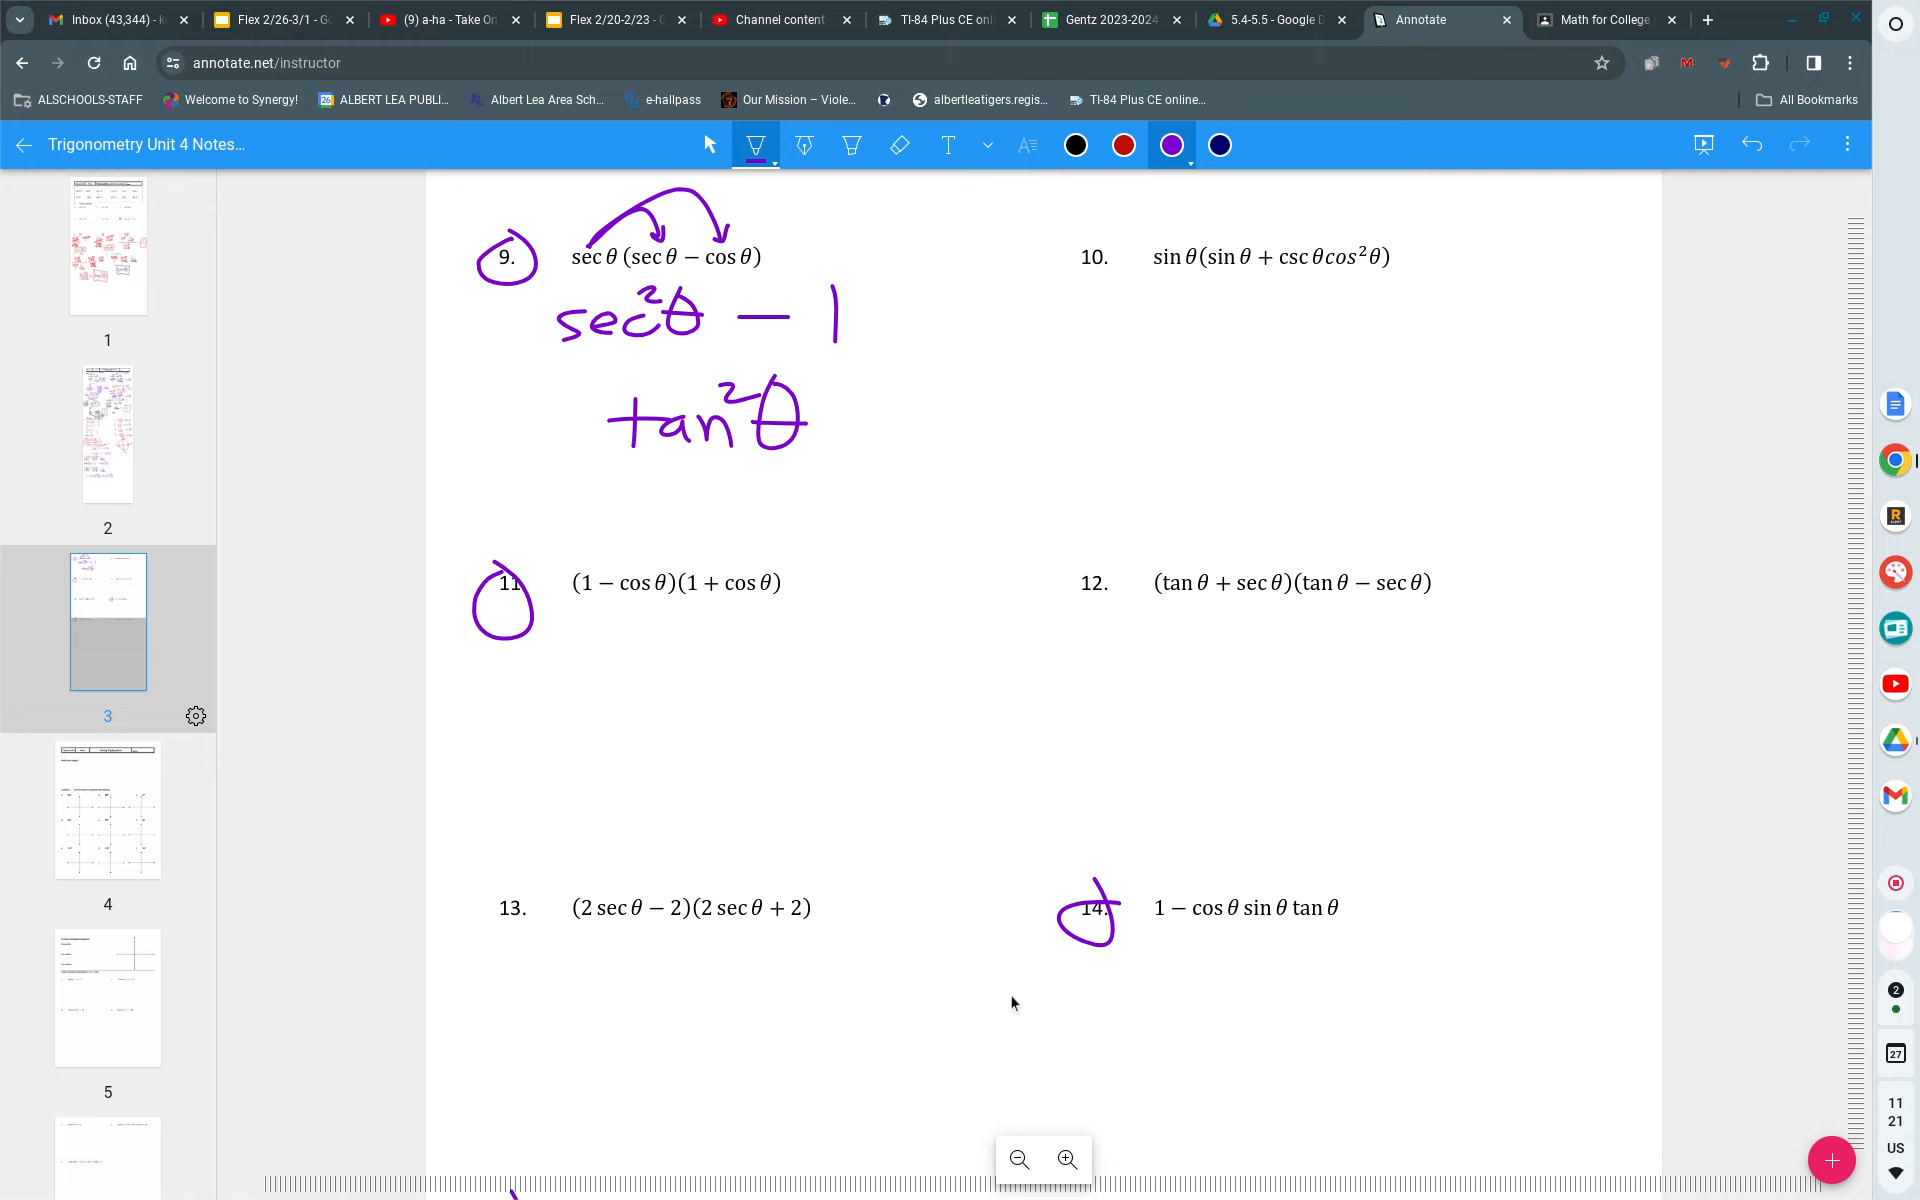 Inbox (43,344) - k
Flex 2/26-3/1 - Go
(9) a-ha - Take On
Flex 2/20-2/23 - G
Channel content
TI-84 Plus CE onl
Gentz 2023-2024
5.4-5.5 - Google D
Annotate
Math for College
annotate.net/instructor
ALSCHOOLS-STAFF
Welcome to Synergy!
ALBERT LEA PUBLI...
Albert Lea Area Sch...
e-hallpass
Our Mission – Viole...
albertleatigers.regis...
TI-84 Plus CE online...
All Bookmarks
Trigonometry Unit 4 Notes...
9. sec θ (sec θ − cos θ)
sec²θ − 1
tan²θ
10. sin θ(sin θ + csc θcos²θ)
11 (1 − cos θ)(1 + cos θ)
12. (tan θ + sec θ)(tan θ − sec θ)
13. (2 sec θ − 2)(2 sec θ + 2)
14. 1 − cos θ sin θ tan θ
1
2
3
4
5
2
27
11
21
US